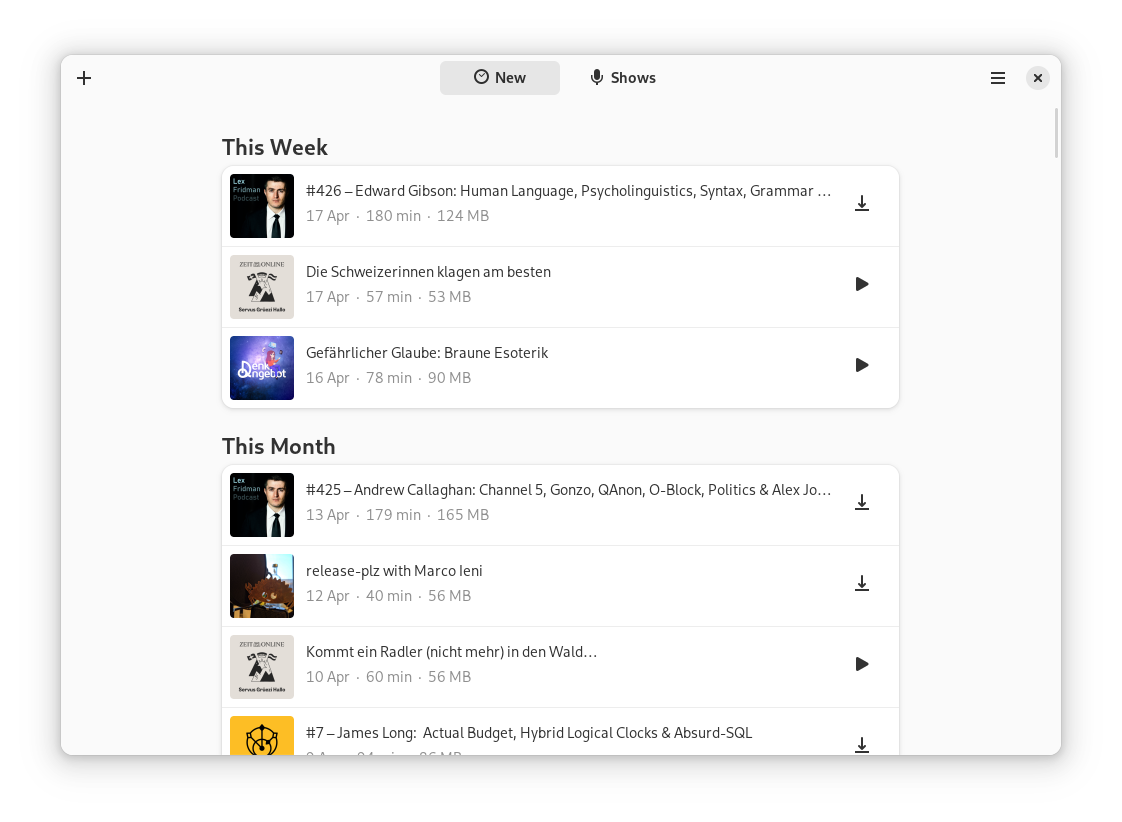 New
Shows
This Week
Lex
Fridman
Podcast
#426 – Edward Gibson: Human Language, Psycholinguistics, Syntax, Grammar …
17 Apr · 180 min · 124 MB
ZEIT ONLINE
Servus Grüezi Hallo
Die Schweizerinnen klagen am besten
17 Apr · 57 min · 53 MB
Denk
Angebot
Gefährlicher Glaube: Braune Esoterik
16 Apr · 78 min · 90 MB
This Month
Lex
Fridman
Podcast
#425 – Andrew Callaghan: Channel 5, Gonzo, QAnon, O-Block, Politics & Alex Jo…
13 Apr · 179 min · 165 MB
release-plz with Marco Ieni
12 Apr · 40 min · 56 MB
ZEIT ONLINE
Servus Grüezi Hallo
Kommt ein Radler (nicht mehr) in den Wald…
10 Apr · 60 min · 56 MB
#7 – James Long:  Actual Budget, Hybrid Logical Clocks & Absurd-SQL